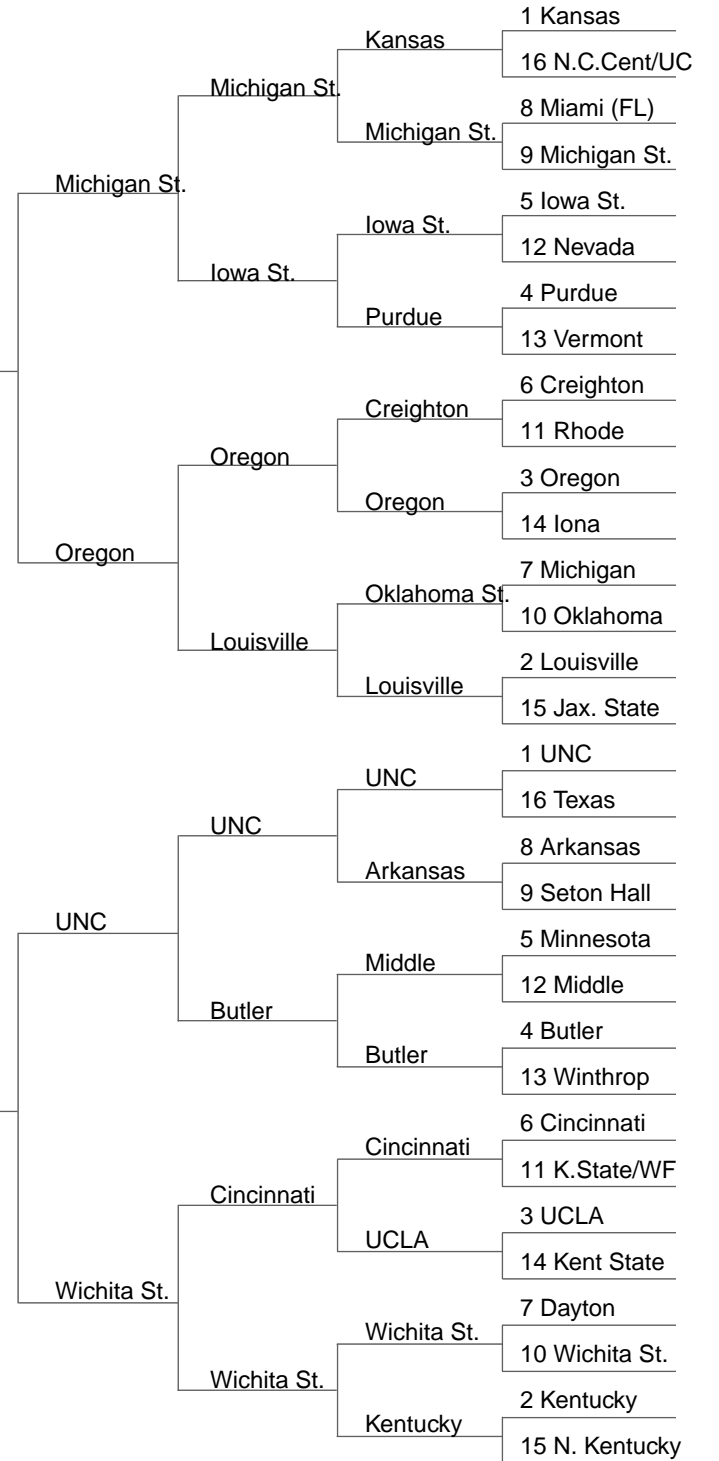 1 Kansas
Kansas
16 N.C.Cent/UC
Michigan St.
8 Miami (FL)
Michigan St.
9 Michigan St.
Michigan St.
5 Iowa St.
Iowa St.
12 Nevada
Iowa St.
4 Purdue
Purdue
13 Vermont
6 Creighton
Creighton
11 Rhode
Oregon
3 Oregon
Oregon
14 Iona
Oregon
7 Michigan
Oklahoma St.
10 Oklahoma
Louisville
2 Louisville
Louisville
15 Jax. State
1 UNC
UNC
16 Texas
UNC
8 Arkansas
Arkansas
9 Seton Hall
UNC
5 Minnesota
Middle
12 Middle
Butler
4 Butler
Butler
13 Winthrop
6 Cincinnati
Cincinnati
11 K.State/WF
Cincinnati
3 UCLA
UCLA
14 Kent State
Wichita St.
7 Dayton
Wichita St.
10 Wichita St.
Wichita St.
2 Kentucky
Kentucky
15 N. Kentucky